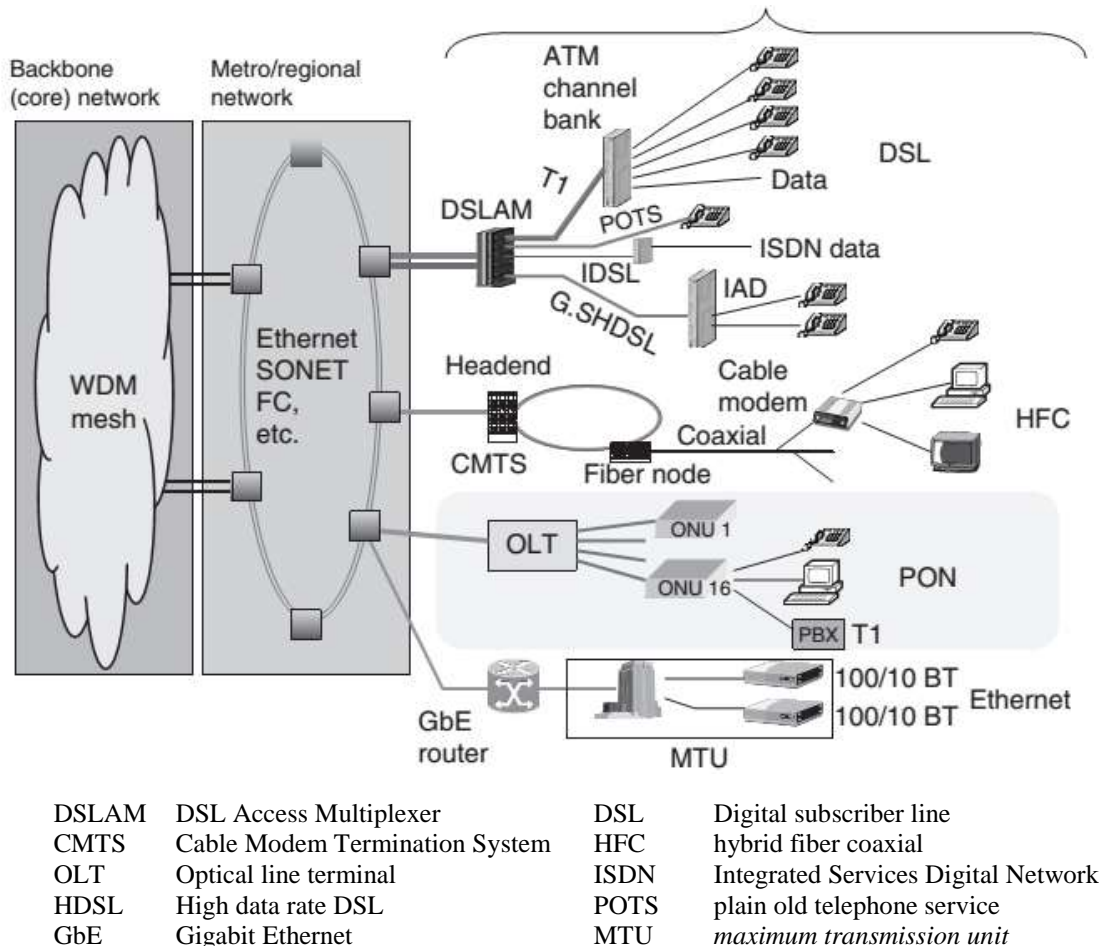 Backbone
(core) network
Metro/regional
network
WDM
mesh
Ethernet
SONET
FC,
etc.
ATM
channel
bank
DSL
T1
Data
DSLAM
POTS
ISDN data
IDSL
IAD
G.SHDSL
Headend
Cable
modem
HFC
Coaxial
CMTS
Fiber node
OLT
ONU 1
ONU 16
PON
PBX T1
100/10 BT
Ethernet
100/10 BT
GbE
router
MTU
DSLAM DSL Access Multiplexer DSL Digital subscriber line
CMTS Cable Modem Termination System HFC hybrid fiber coaxial
OLT Optical line terminal ISDN Integrated Services Digital Network
HDSL High data rate DSL POTS plain old telephone service
GbE Gigabit Ethernet MTU maximum transmission unit